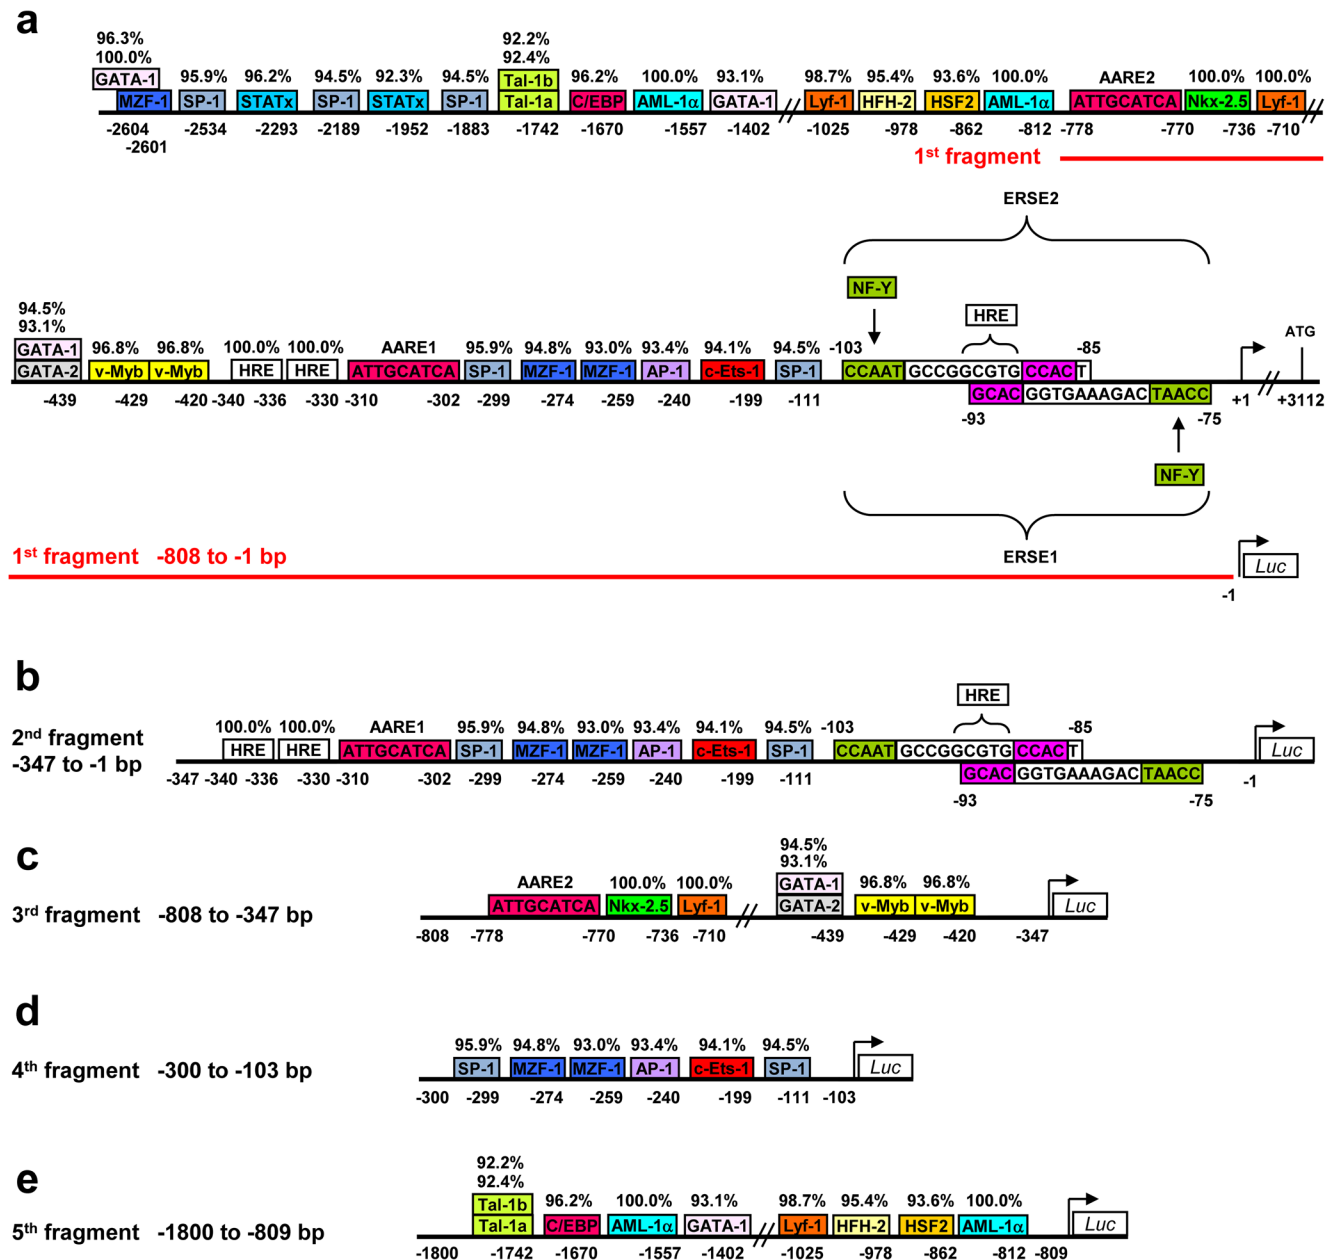 a
96.3% 92.2%
100.0% 95.9% 96.2% 94.5% 92.3% 94.5% 92.4% 96.2% 100.0% 93.1% 98.7% 95.4% 93.6% 100.0% AARE2 100.0% 100.0%
GATA-1 Tal-1b
MZF-1 SP-1 STATx SP-1 STATx SP-1 Tal-1a C/EBP AML-1α GATA-1 // Lyf-1 HFH-2 HSF2 AML-1α ATTGCATCA Nkx-2.5 Lyf-1 //
-2604 -2534 -2293 -2189 -1952 -1883 -1742 -1670 -1557 -1402 -1025 -978 -862 -812 -778 -770 -736 -710
-2601
1st fragment
ERSE2
NF-Y
94.5% HRE
93.1% ATG
GATA-1 96.8% 96.8% 100.0% 100.0% AARE1 95.9% 94.8% 93.0% 93.4% 94.1% 94.5% -103 -85
GATA-2 v-Myb v-Myb HRE HRE ATTGCATCA SP-1 MZF-1 MZF-1 AP-1 c-Ets-1 SP-1 CCAAT GCCGGCGTG CCAC T //
GCAC GGTGAAAGAC TAACC
-439 -429 -420 -340 -336 -330 -310 -302 -299 -274 -259 -240 -199 -111 +1 +3112
-93 -75
NF-Y
1st fragment -808 to -1 bp ERSE1
Luc
-1
b
HRE
100.0% 100.0% AARE1 95.9% 94.8% 93.0% 93.4% 94.1% 94.5% -103 -85
2nd fragment HRE HRE ATTGCATCA SP-1 MZF-1 MZF-1 AP-1 c-Ets-1 SP-1 CCAAT GCCGGCGTG CCAC T Luc
-347 to -1 bp
GCAC GGTGAAAGAC TAACC
-347 -340 -336 -330 -310 -302 -299 -274 -259 -240 -199 -111 -1
-93 -75
c
94.5%
93.1%
AARE2 100.0% 100.0% GATA-1 96.8% 96.8%
3rd fragment -808 to -347 bp ATTGCATCA Nkx-2.5 Lyf-1 // GATA-2 v-Myb v-Myb Luc
-808 -778 -770 -736 -710 -439 -429 -420 -347
d
95.9% 94.8% 93.0% 93.4% 94.1% 94.5%
4th fragment -300 to -103 bp SP-1 MZF-1 MZF-1 AP-1 c-Ets-1 SP-1 Luc
-300 -299 -274 -259 -240 -199 -111 -103
e
92.2%
92.4%
Tal-1b 96.2% 100.0% 93.1% 98.7% 95.4% 93.6% 100.0%
5th fragment -1800 to -809 bp Tal-1a C/EBP AML-1α GATA-1 // Lyf-1 HFH-2 HSF2 AML-1α Luc
-1800 -1742 -1670 -1557 -1402 -1025 -978 -862 -812 -809